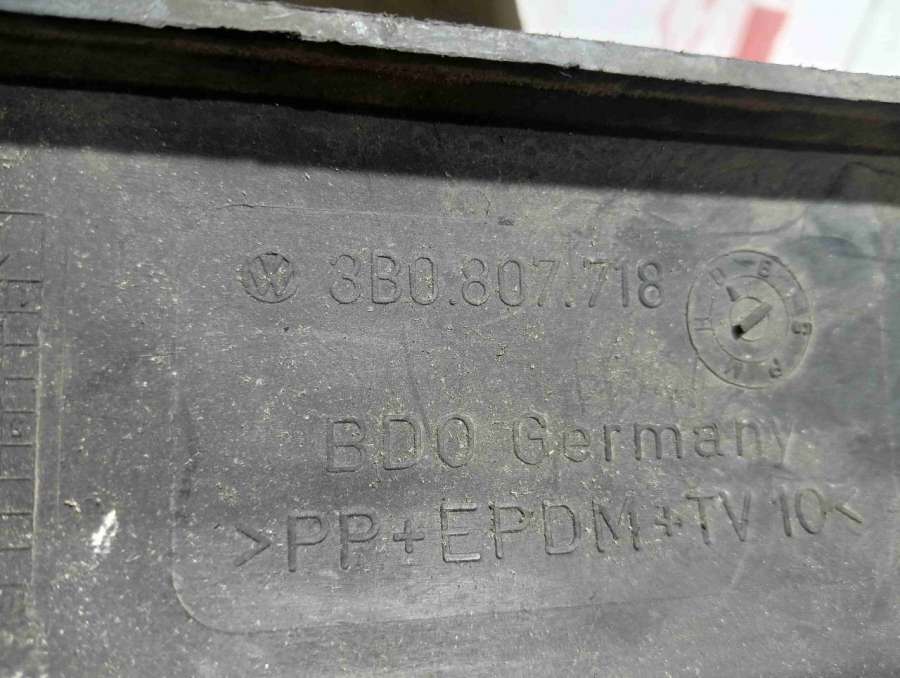 3B0.807.718
BDO Germany
>PP+EPDM+TV 10<